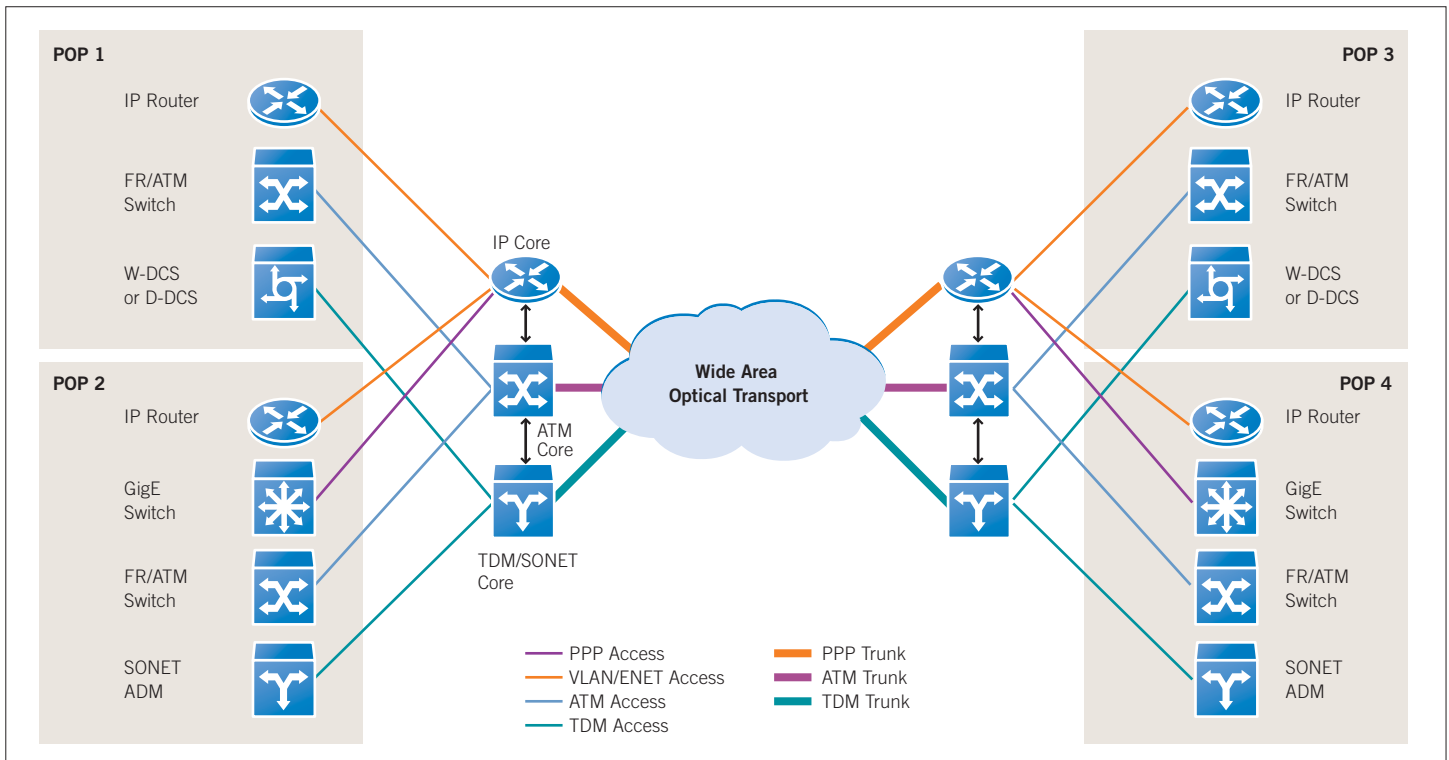 POP 1
IP Router
FR/ATM
Switch
W-DCS
or D-DCS
POP 2
IP Router
GigE
Switch
FR/ATM
Switch
SONET
ADM
IP Core
ATM
Core
TDM/SONET
Core
Wide Area
Optical Transport
POP 3
IP Router
FR/ATM
Switch
W-DCS
or D-DCS
POP 4
IP Router
GigE
Switch
FR/ATM
Switch
SONET
ADM
PPP Access
VLAN/ENET Access
ATM Access
TDM Access
PPP Trunk
ATM Trunk
TDM Trunk